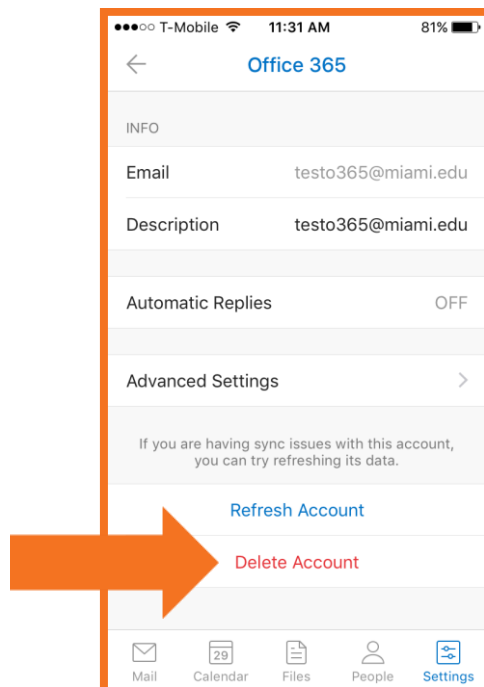 T-Mobile 11:31 AM 81%
Office 365
INFO
Email testo365@miami.edu
Description testo365@miami.edu
Automatic Replies OFF
Advanced Settings
If you are having sync issues with this account,
you can try refreshing its data.
Refresh Account
Delete Account
29
Mail Calendar Files People Settings